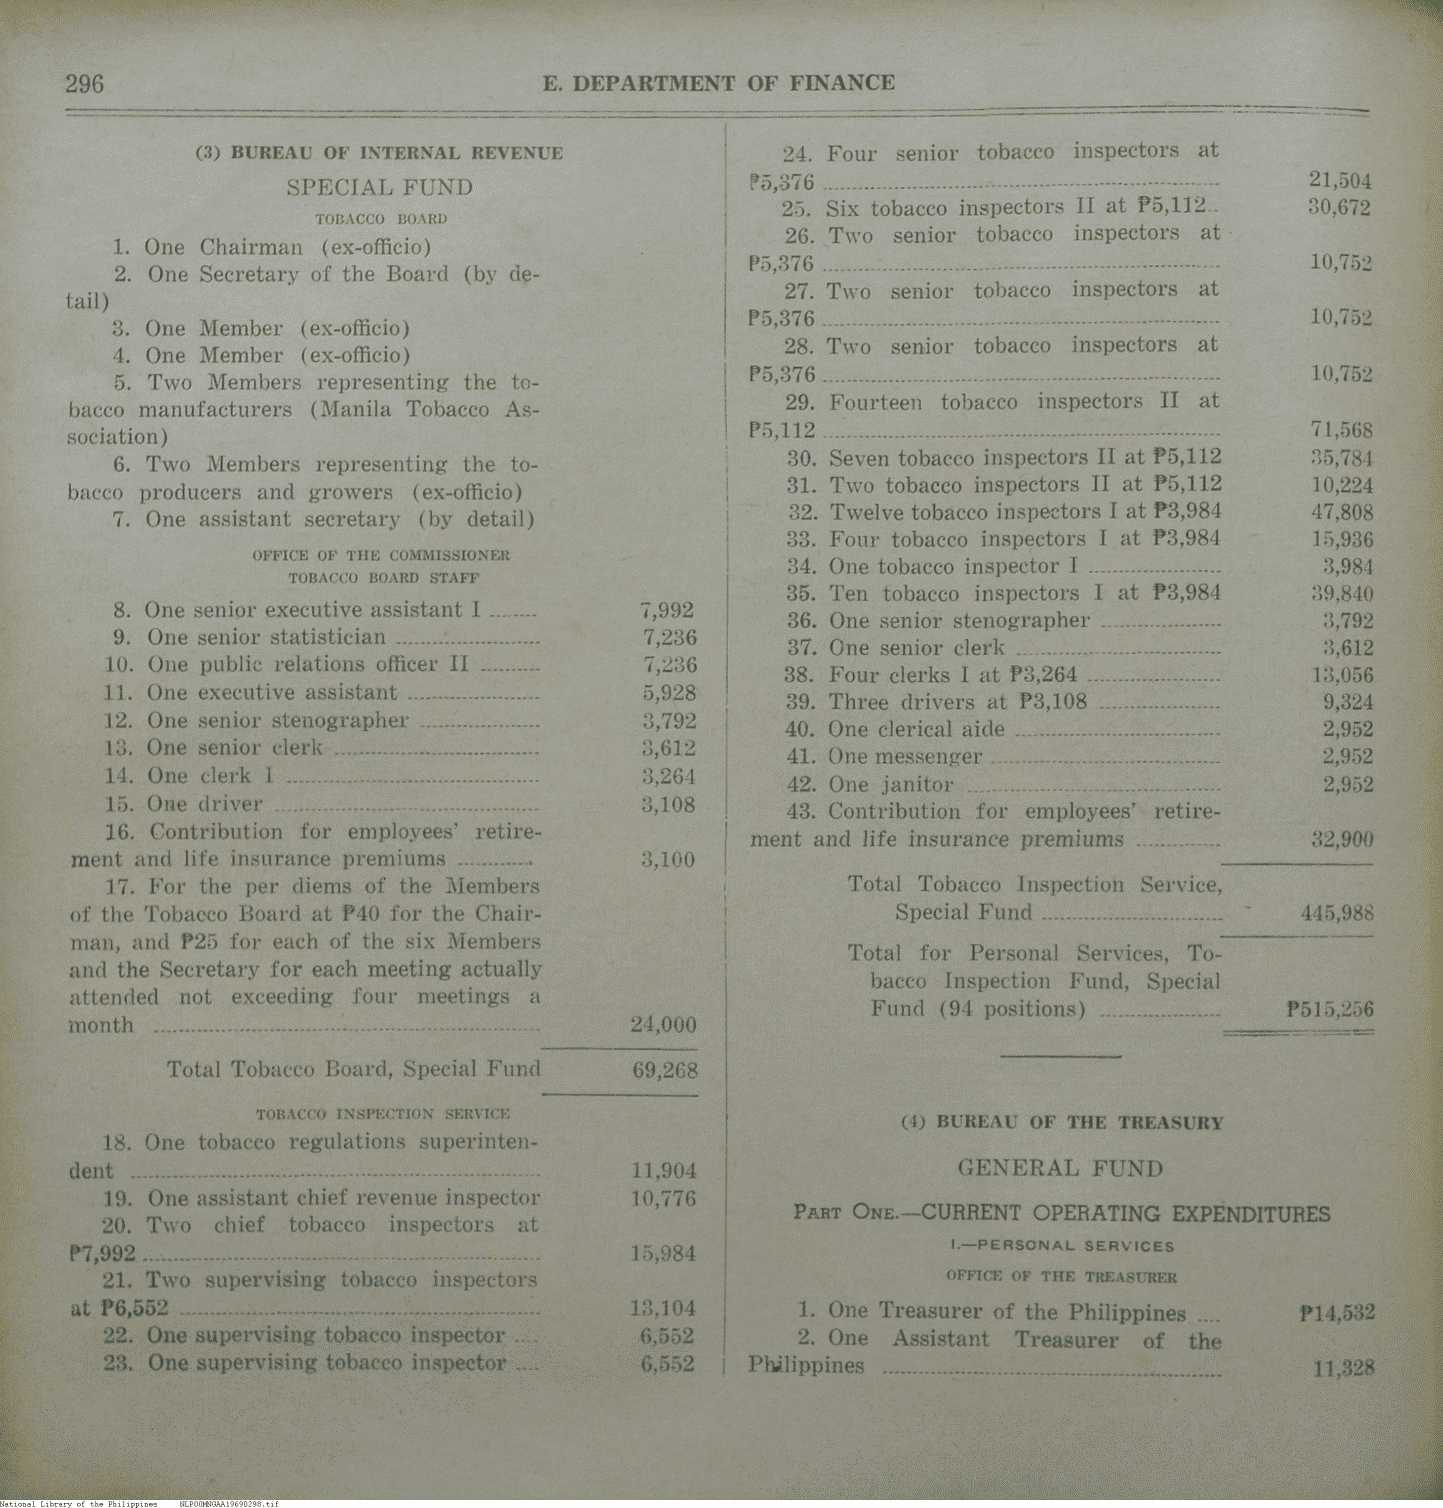 296
E. DEPARTMENT OF FINANCE
(3) BUREAU OF INTERNAL REVENUE
SPECIAL FUND
TOBACCO BOARD
1. One Chairman (ex-officio)
2. One Secretary of the Board (by de-
tail)
3. One Member (ex-officio)
4. One Member (ex-officio)
5. Two Members representing the to-
bacco manufacturers (Manila Tobacco As-
sociation)
6. Two Members representing the to-
bacco producers and growers (ex-officio)
7. One assistant secretary (by detail)
OFFICE OF THE COMMISSIONER
TOBACCO BOARD STAFF
8. One senior executive assistant I ........ 7,992
9. One senior statistician ........ 7,236
10. One public relations officer II ........ 7,236
11. One executive assistant ........ 5,928
12. One senior stenographer ........ 3,792
13. One senior clerk ........ 3,612
14. One clerk I ........ 3,264
15. One driver ........ 3,108
16. Contribution for employees' retire-
ment and life insurance premiums ........ 3,100
17. For the per diems of the Members
of the Tobacco Board at ₱40 for the Chair-
man, and ₱25 for each of the six Members
and the Secretary for each meeting actually
attended not exceeding four meetings a
month ........ 24,000
Total Tobacco Board, Special Fund 69,268
TOBACCO INSPECTION SERVICE
18. One tobacco regulations superinten-
dent ........ 11,904
19. One assistant chief revenue inspector 10,776
20. Two chief tobacco inspectors at
₱7,992 ........ 15,984
21. Two supervising tobacco inspectors
at ₱6,552 ........ 13,104
22. One supervising tobacco inspector .... 6,552
23. One supervising tobacco inspector .... 6,552
24. Four senior tobacco inspectors at
₱5,376 ........ 21,504
25. Six tobacco inspectors II at ₱5,112.. 30,672
26. Two senior tobacco inspectors at
₱5,376 ........ 10,752
27. Two senior tobacco inspectors at
₱5,376 ........ 10,752
28. Two senior tobacco inspectors at
₱5,376 ........ 10,752
29. Fourteen tobacco inspectors II at
₱5,112 ........ 71,568
30. Seven tobacco inspectors II at ₱5,112 35,784
31. Two tobacco inspectors II at ₱5,112 10,224
32. Twelve tobacco inspectors I at ₱3,984 47,808
33. Four tobacco inspectors I at ₱3,984 15,936
34. One tobacco inspector I ........ 3,984
35. Ten tobacco inspectors I at ₱3,984 39,840
36. One senior stenographer ........ 3,792
37. One senior clerk ........ 3,612
38. Four clerks I at ₱3,264 ........ 13,056
39. Three drivers at ₱3,108 ........ 9,324
40. One clerical aide ........ 2,952
41. One messenger ........ 2,952
42. One janitor ........ 2,952
43. Contribution for employees' retire-
ment and life insurance premiums ........ 32,900
Total Tobacco Inspection Service,
Special Fund ........ 445,988
Total for Personal Services, To-
bacco Inspection Fund, Special
Fund (94 positions) ........ ₱515,256
(4) BUREAU OF THE TREASURY
GENERAL FUND
PART ONE.—CURRENT OPERATING EXPENDITURES
I.—PERSONAL SERVICES
OFFICE OF THE TREASURER
1. One Treasurer of the Philippines .... ₱14,532
2. One Assistant Treasurer of the
Philippines ........ 11,328
National Library of the Philippines NLPO0MNGAA19690298.tif